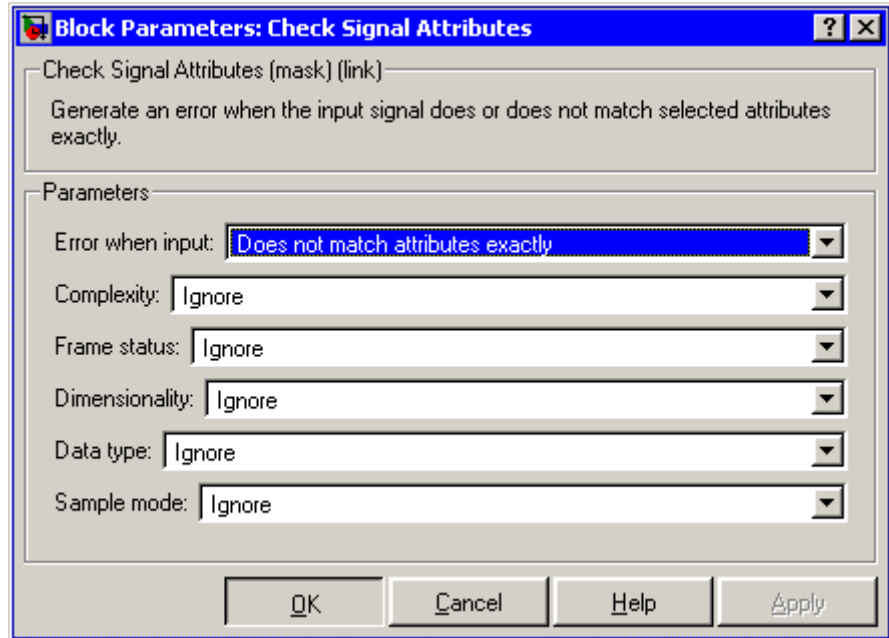 Block Parameters: Check Signal Attributes
?
Check Signal Attributes (mask) (link)
Generate an error when the input signal does or does not match selected attributes
exactly.
Parameters
Error when input: Does not match attributes exactly
Complexity: Ignore
Frame status: Ignore
Dimensionality: Ignore
Data type: Ignore
Sample mode: Ignore
OK Cancel Help Apply